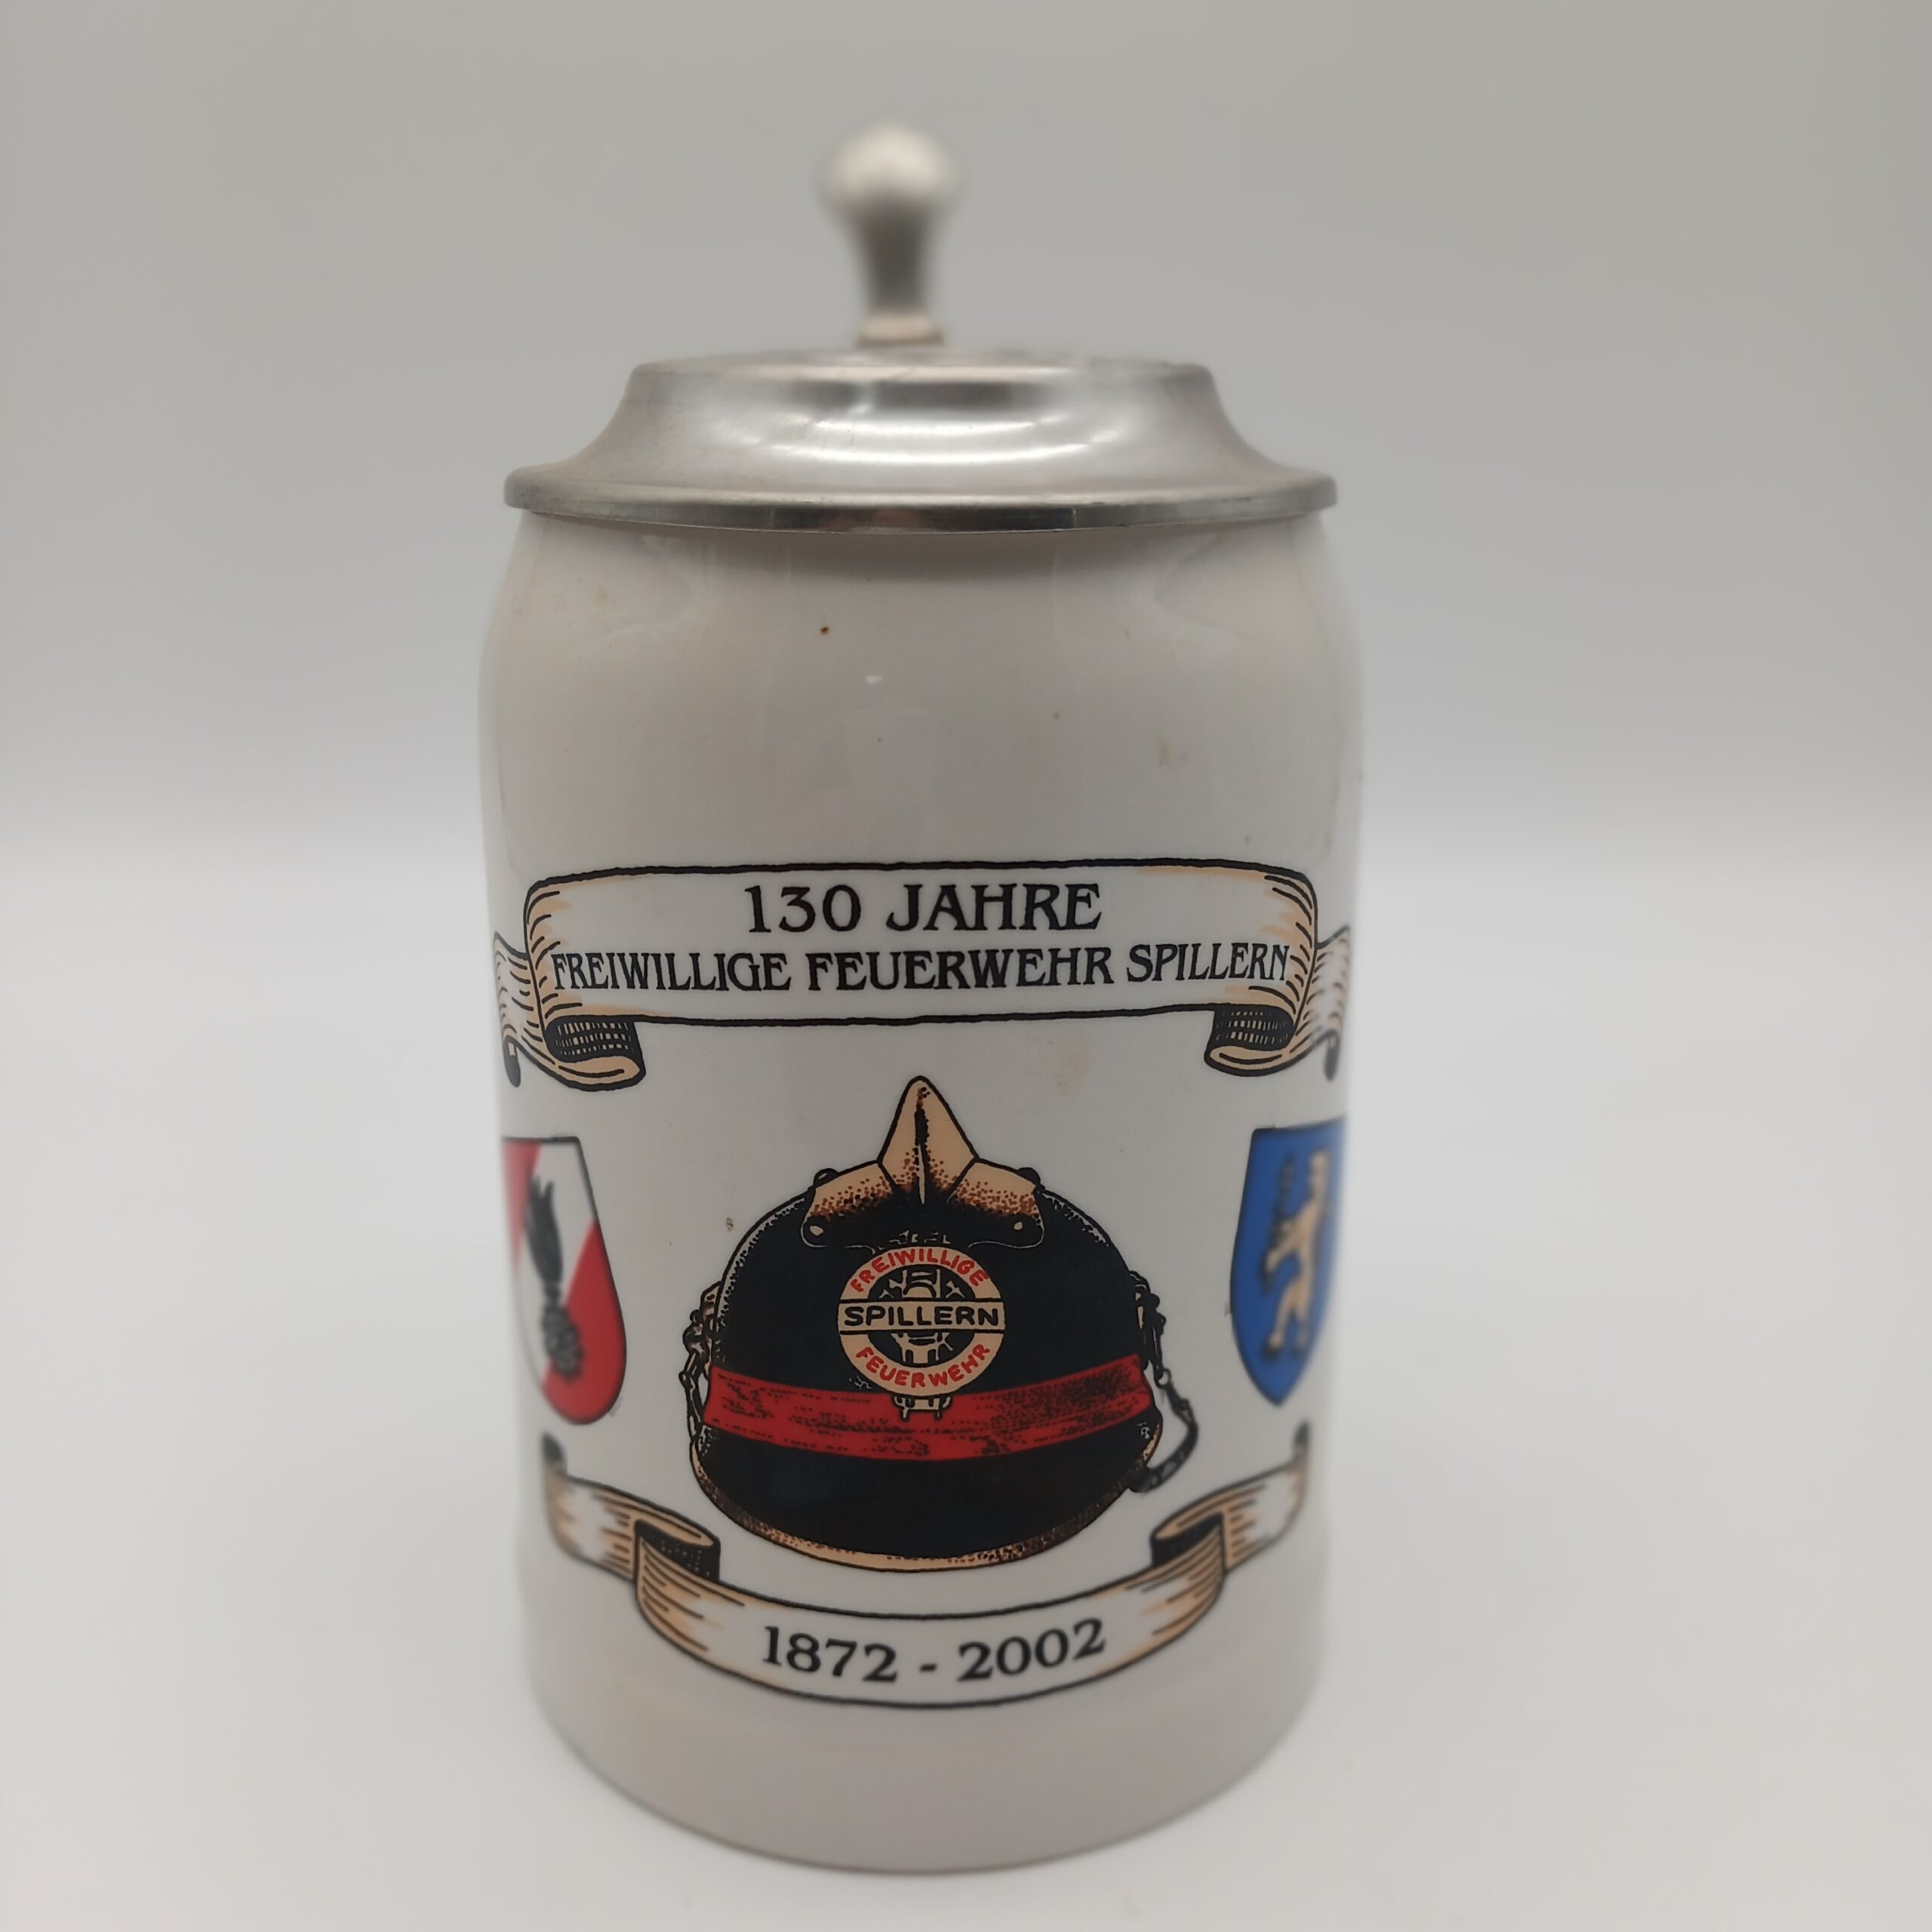 130 JAHRE
FREIWILLIGE FEUERWEHR SPILLERN
FREIWILLIGE
SPILLERN
FEUERWEHR
1872 - 2002